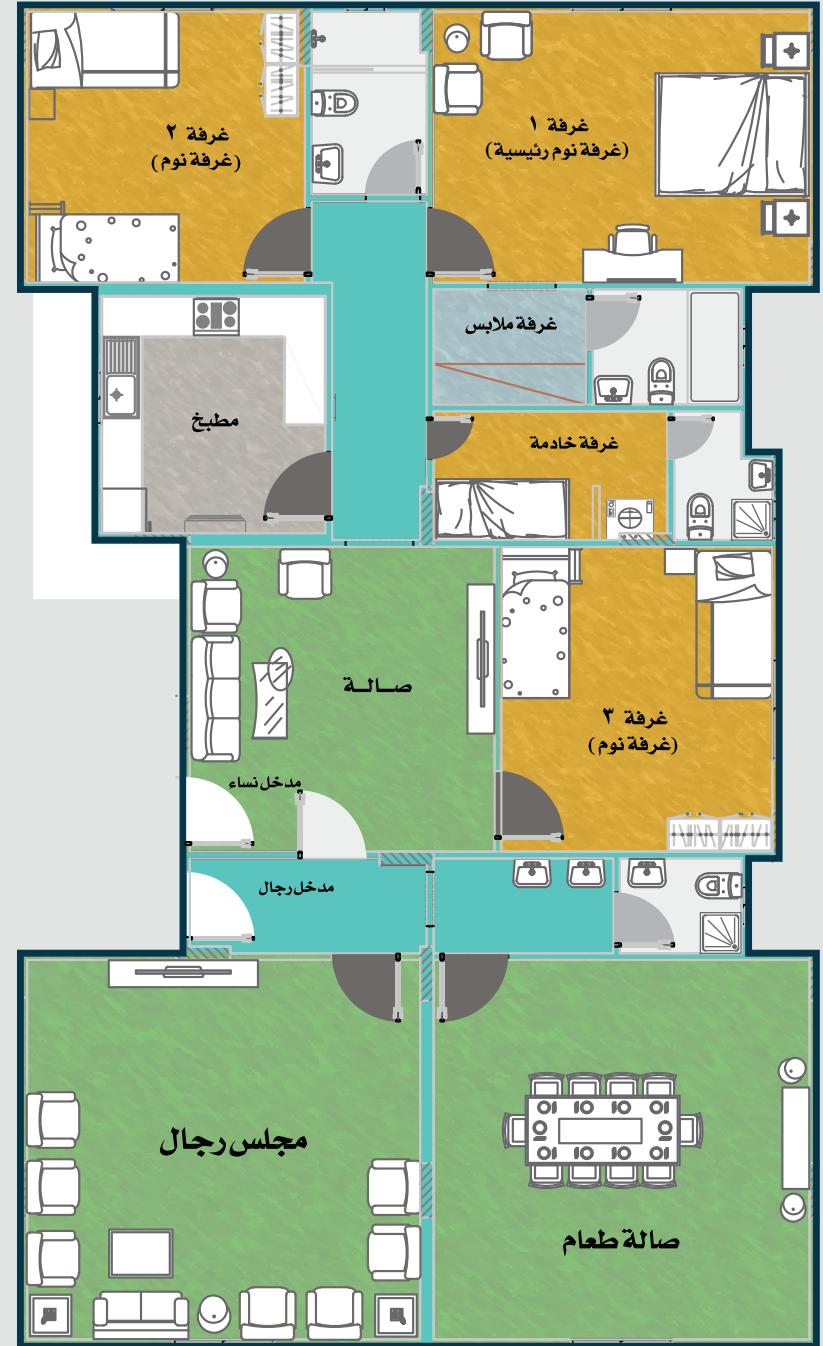 غرفة ١
(غرفة نوم رئيسية)
غرفة ٢
(غرفة نوم)
غرفة ملابس
مطبخ
غرفة خادمة
صـالـة
غرفة ٣
(غرفة نوم)
مدخل نساء
مدخل رجال
مجلس رجال
صالة طعام